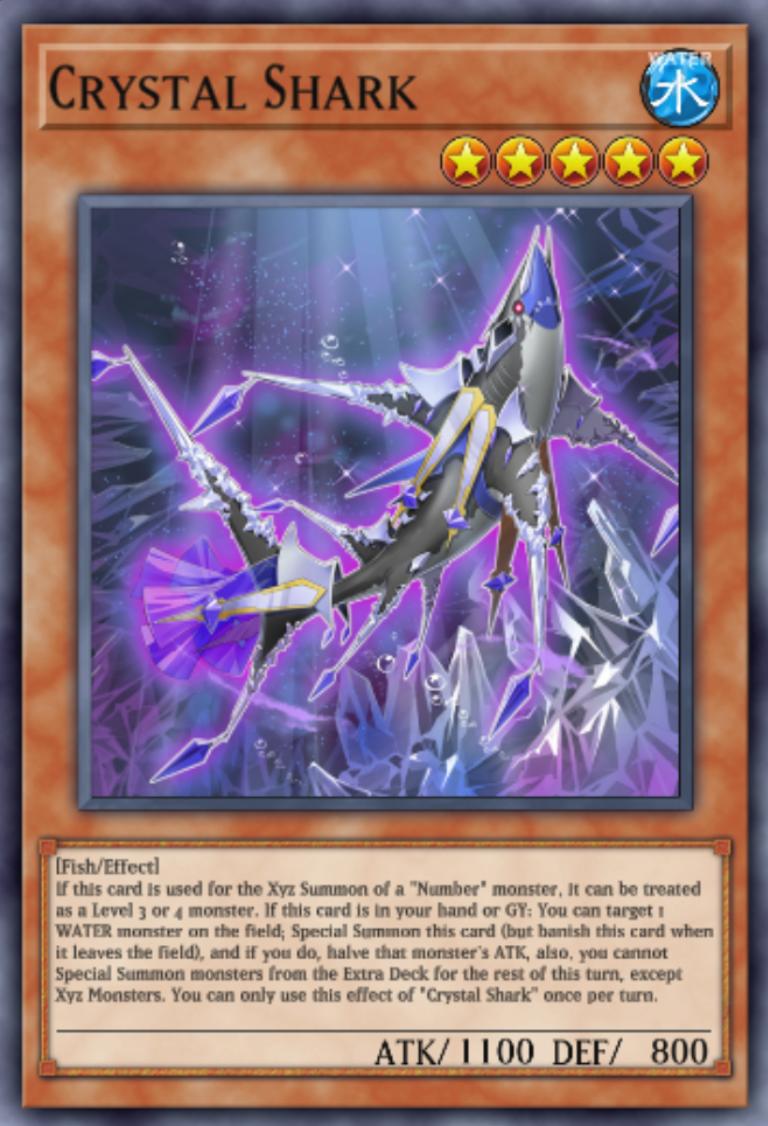 Crystal Shark
WATER
水
[Fish/Effect]
If this card is used for the Xyz Summon of a "Number" monster, it can be treated
as a Level 3 or 4 monster. If this card is in your hand or GY: You can target 1
WATER monster on the field; Special Summon this card (but banish this card when
it leaves the field), and if you do, halve that monster's ATK, also, you cannot
Special Summon monsters from the Extra Deck for the rest of this turn, except
Xyz Monsters. You can only use this effect of "Crystal Shark" once per turn.
ATK/ 1100 DEF/ 800